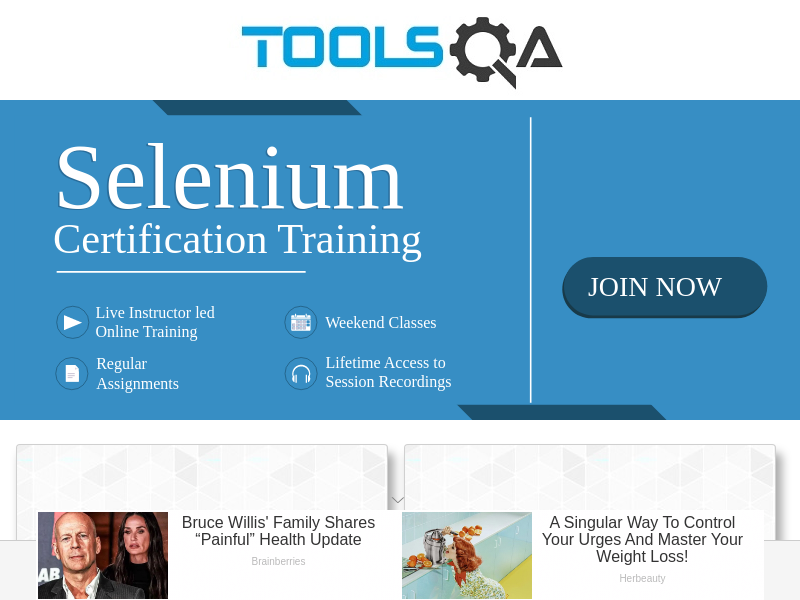 TOOLSQA
Selenium
Certification Training
JOIN NOW
Live Instructor led
Online Training
Weekend Classes
Regular
Assignments
Lifetime Access to
Session Recordings
Bruce Willis' Family Shares
“Painful” Health Update
Brainberries
A Singular Way To Control
Your Urges And Master Your
Weight Loss!
Herbeauty